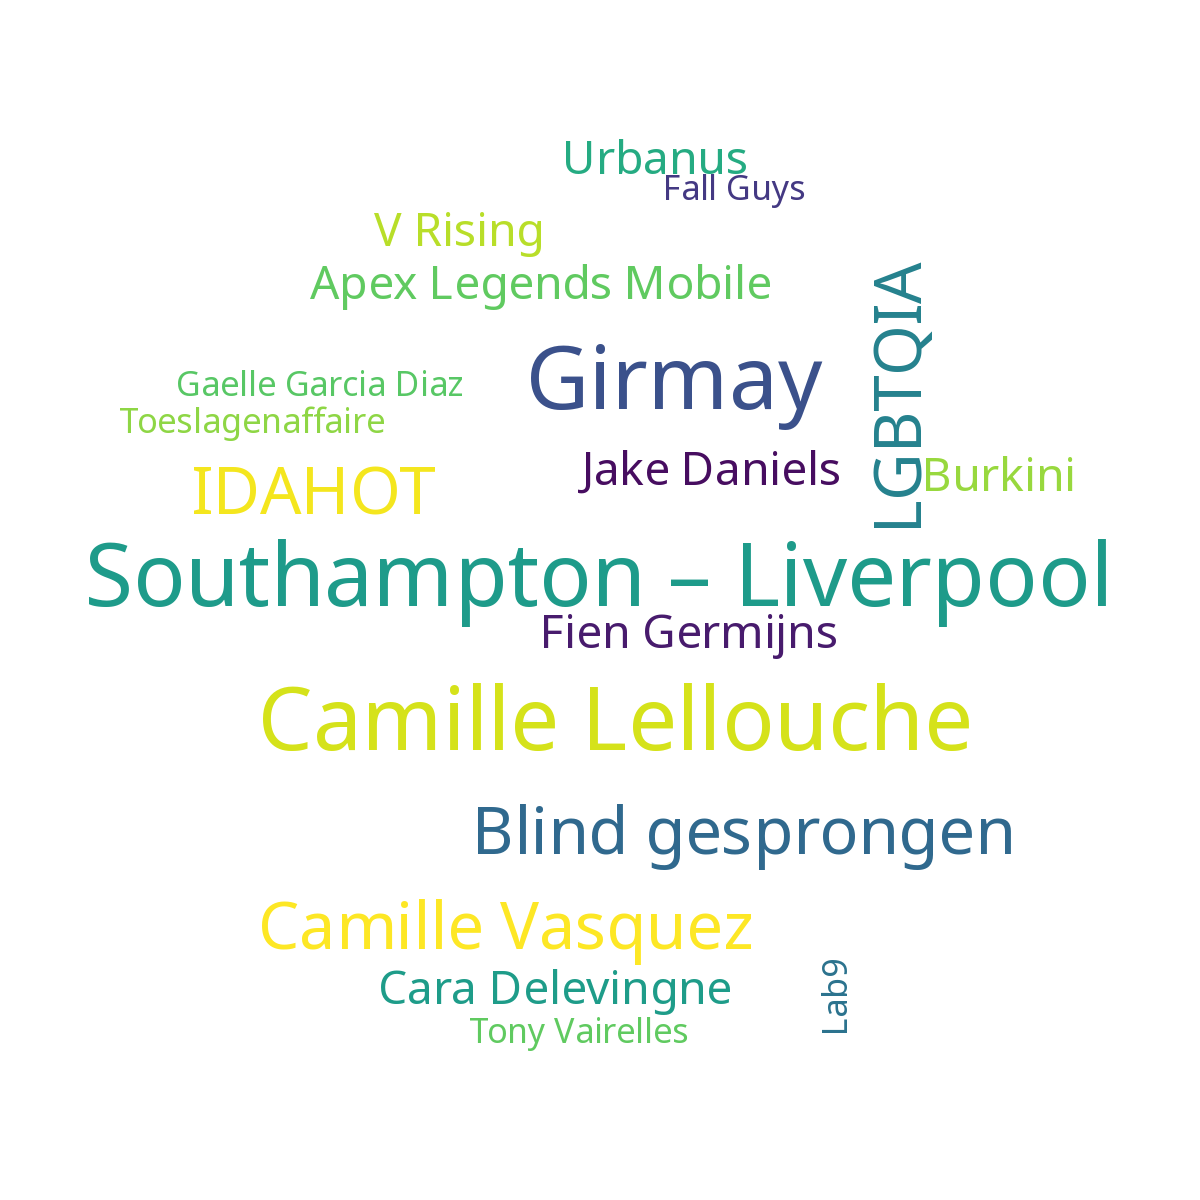 Urbanus
Fall Guys
V Rising
Apex Legends Mobile
LGBTQIA
Girmay
Gaelle Garcia Diaz
Toeslagenaffaire
Jake Daniels
Burkini
IDAHOT
Southampton – Liverpool
Fien Germijns
Camille Lellouche
Blind gesprongen
Camille Vasquez
Cara Delevingne
Lab9
Tony Vairelles